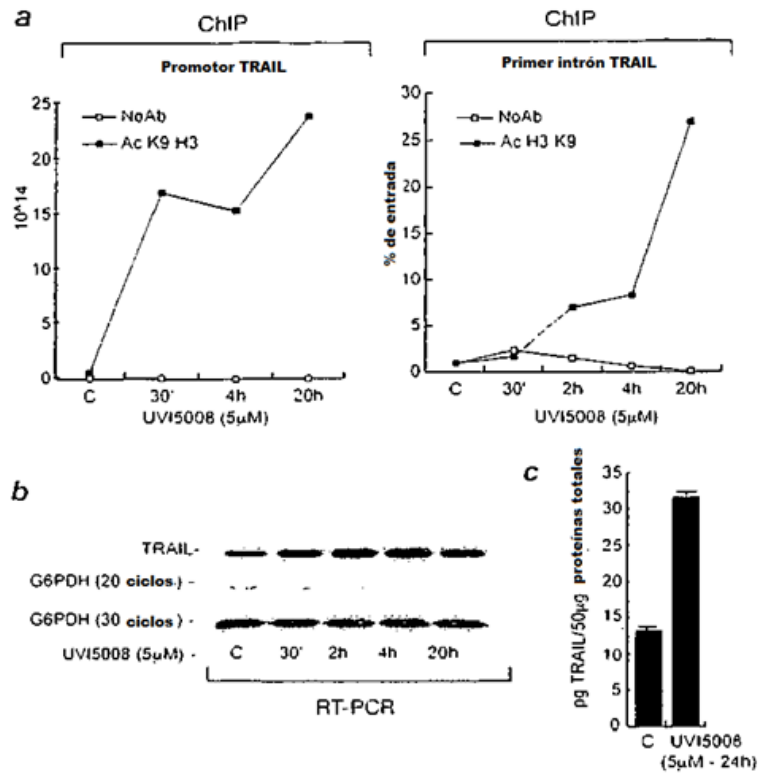 a
ChIP
Promotor TRAIL
NoAb
Ac K9 H3
10^14
25
20
15
10
5
0
C 30' 4h 20h
UVI5008 (5µM)
ChIP
Primer intrón TRAIL
NoAb
Ac H3 K9
% de entrada
30
25
20
15
10
5
0
C 30' 2h 4h 20h
UVI5008 (5µM)
b
TRAIL-
G6PDH (20 ciclos)
G6PDH (30 ciclos) -
UVI5008 (5µM) - C 30' 2h 4h 20h
RT-PCR
c
pg TRAIL/50µg proteínas totales
35
30
25
20
15
10
5
0
C UVI5008
(5µM - 24h)